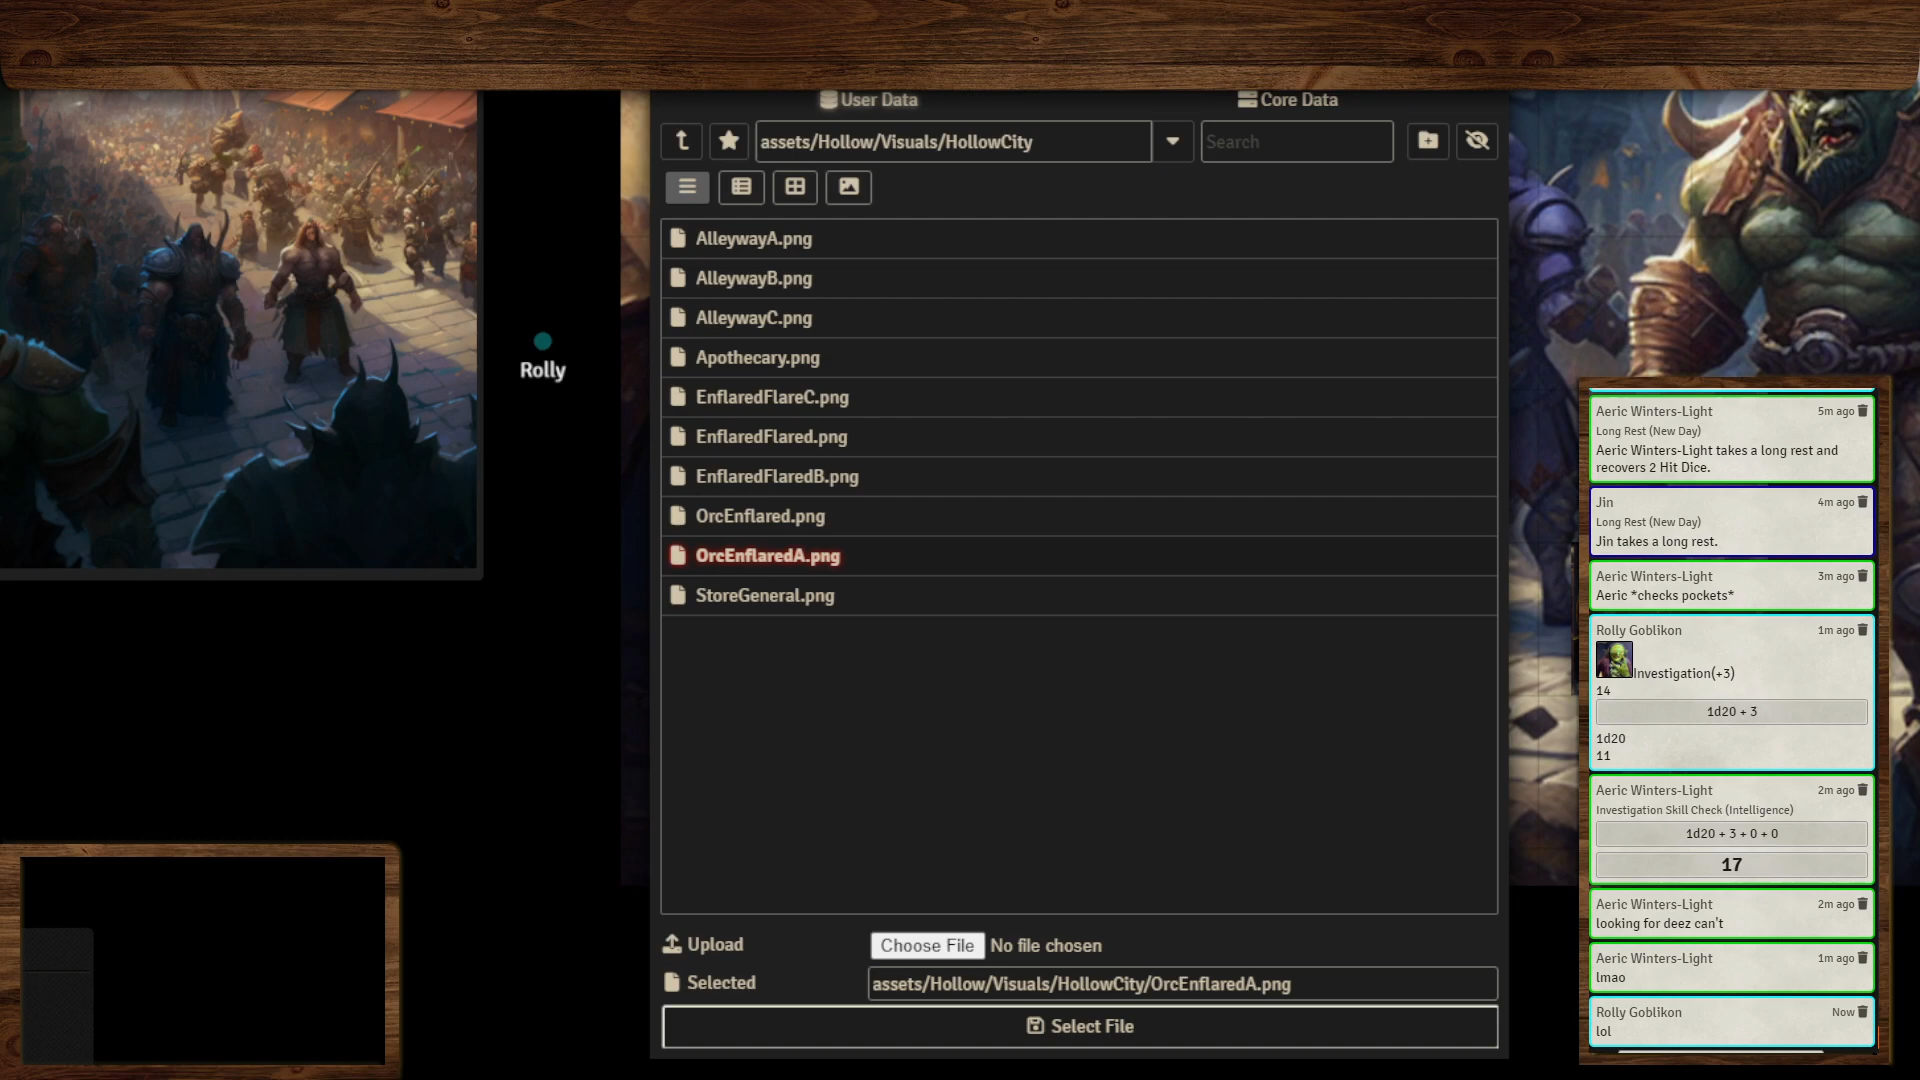 User Data
Core Data
assets/Hollow/Visuals/HollowCity
Search
AlleywayA.png
AlleywayB.png
AlleywayC.png
Apothecary.png
EnflaredFlareC.png
EnflaredFlared.png
EnflaredFlaredB.png
OrcEnflared.png
OrcEnflaredA.png
StoreGeneral.png
Upload
Choose File No file chosen
Selected
assets/Hollow/Visuals/HollowCity/OrcEnflaredA.png
Select File
Rolly
Aeric Winters-Light
5m ago
Long Rest (New Day)
Aeric Winters-Light takes a long rest and
recovers 2 Hit Dice.
Jin
4m ago
Long Rest (New Day)
Jin takes a long rest.
Aeric Winters-Light
3m ago
Aeric *checks pockets*
Rolly Goblikon
1m ago
Investigation(+3)
14
1d20 + 3
1d20
11
Aeric Winters-Light
2m ago
Investigation Skill Check (Intelligence)
1d20 + 3 + 0 + 0
17
Aeric Winters-Light
2m ago
looking for deez can't
Aeric Winters-Light
1m ago
lmao
Rolly Goblikon
Now
lol